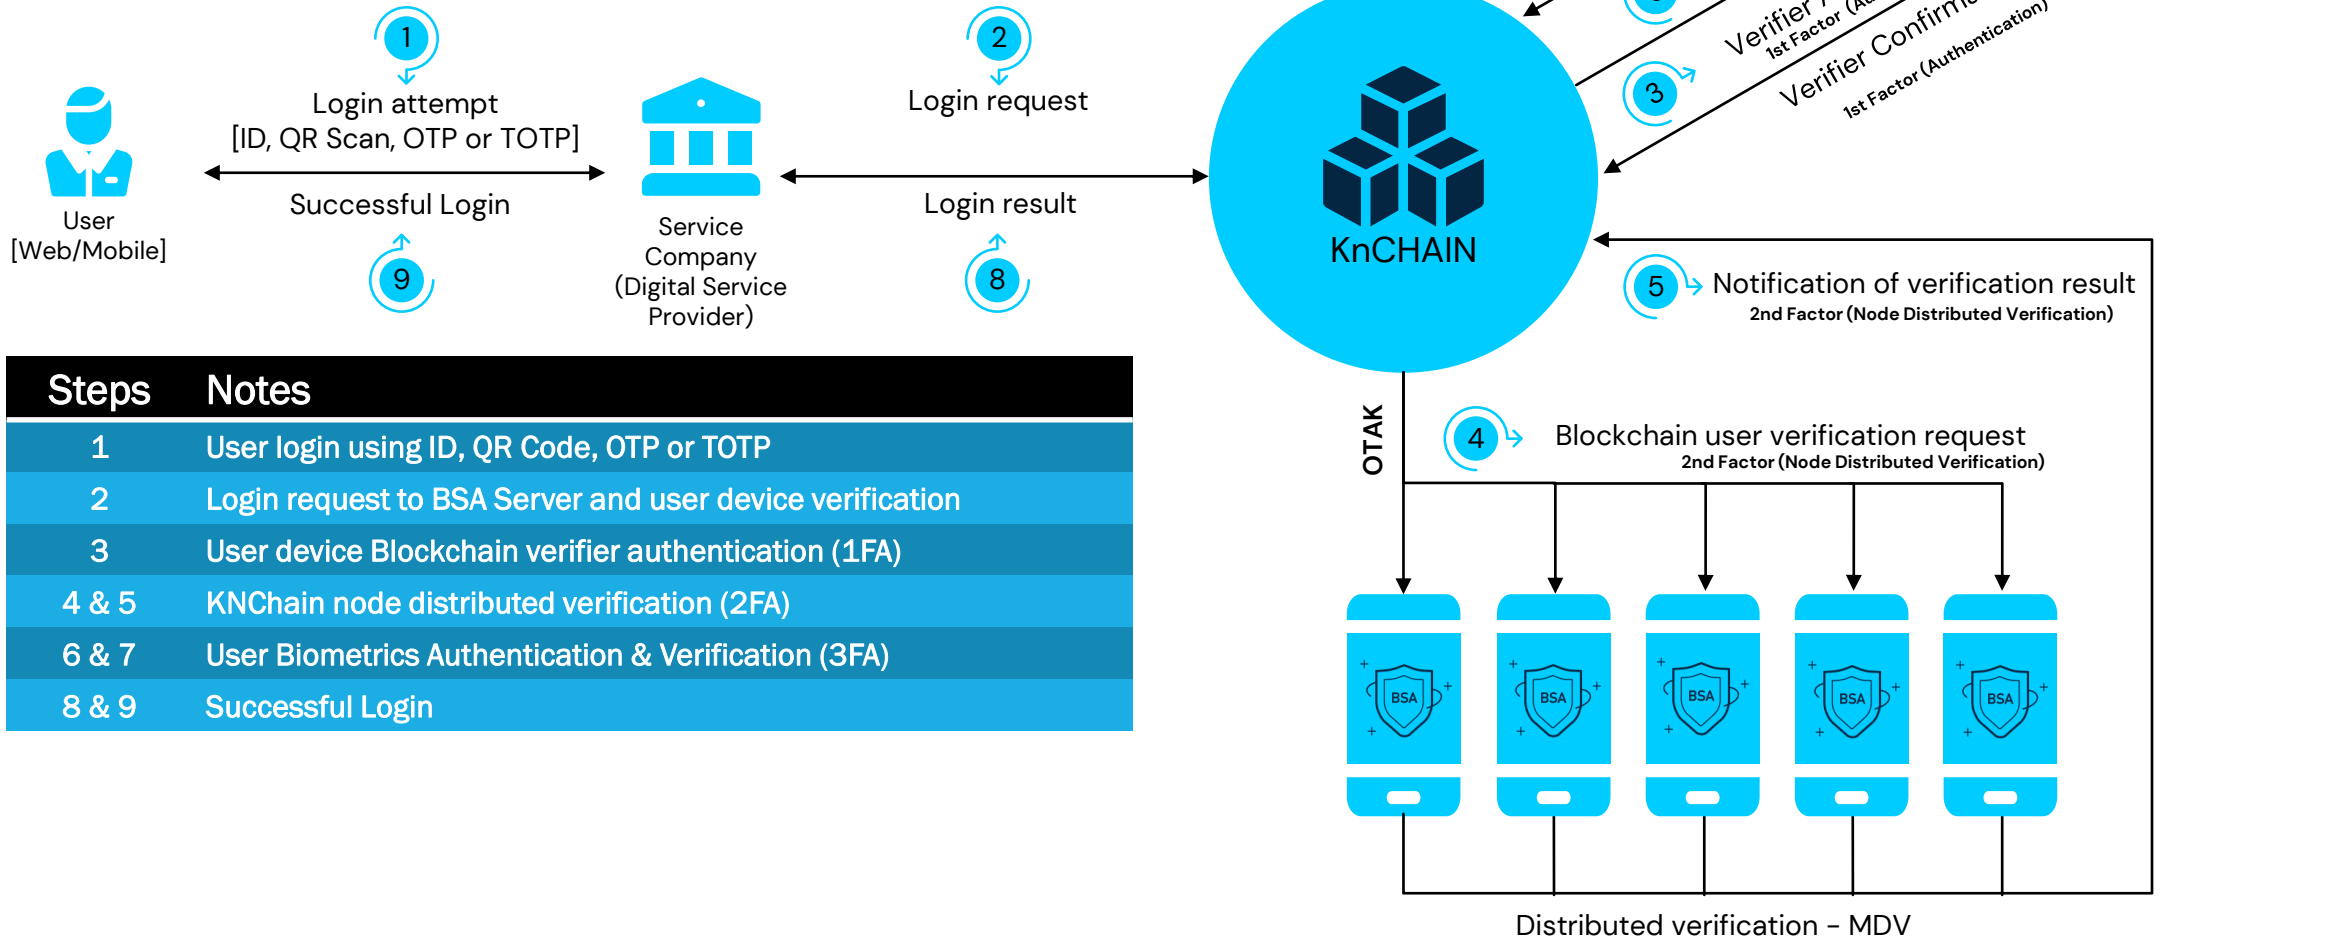 1
Login attempt
[ID, QR Scan, OTP or TOTP]
Successful Login
9
User
[Web/Mobile]
Service
Company
(Digital Service
Provider)
2
Login request
Login result
8
KnCHAIN
Verifier
1st Factor
3
Verifier
1st Factor (Authentication)
5
Notification of verification result
2nd Factor (Node Distributed Verification)
OTAK
4
Blockchain user verification request
2nd Factor (Node Distributed Verification)
BSA
BSA
BSA
BSA
BSA
Distributed verification - MDV
Steps Notes
1 User login using ID, QR Code, OTP or TOTP
2 Login request to BSA Server and user device verification
3 User device Blockchain verifier authentication (1FA)
4 & 5 KNChain node distributed verification (2FA)
6 & 7 User Biometrics Authentication & Verification (3FA)
8 & 9 Successful Login